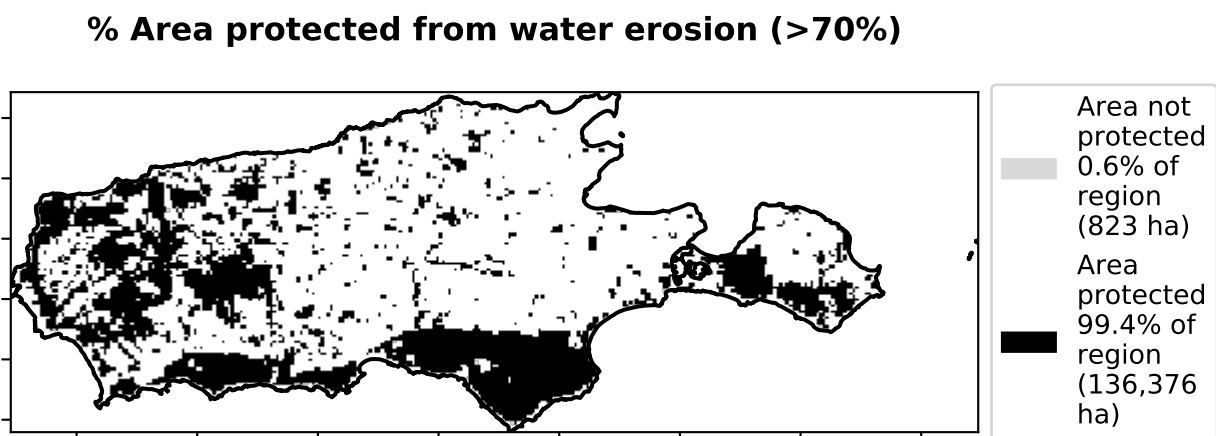 % Area protected from water erosion (>70%)
Area not
protected
0.6% of
region
(823 ha)
Area
protected
99.4% of
region
(136,376
ha)